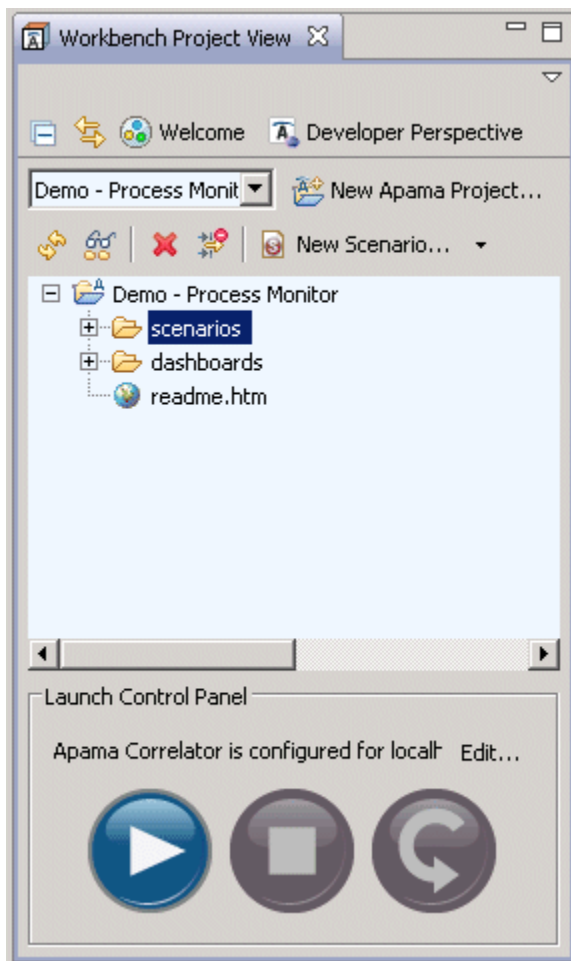 Workbench Project View
Welcome Developer Perspective
Demo - Process Monit New Apama Project...
New Scenario...
Demo - Process Monitor
scenarios
dashboards
readme.htm
Launch Control Panel
Apama Correlator is configured for localh Edit...